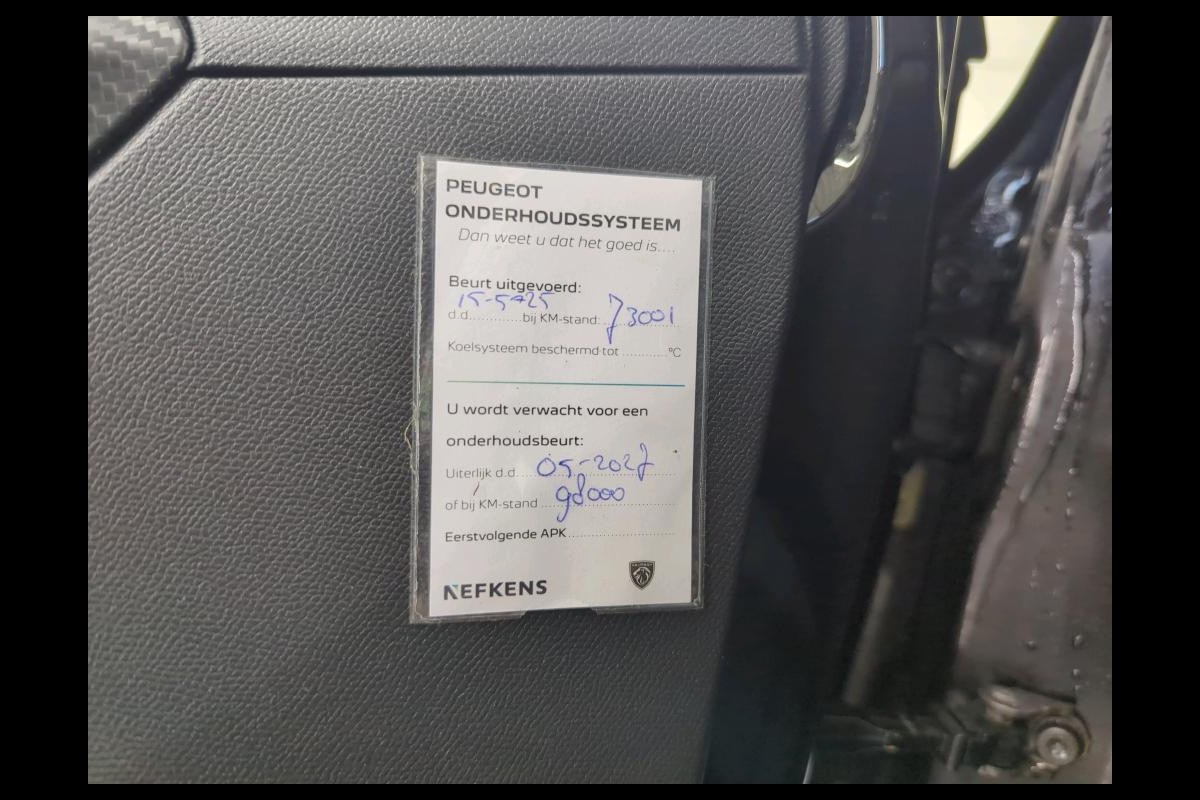 PEUGEOT
ONDERHOUDSSYSTEEM
Dan weet u dat het goed is....
Beurt uitgevoerd:
d.d. 15-5-25 bij KM-stand: 73001
Koelsysteem beschermd tot ............ °C
U wordt verwacht voor een
onderhoudsbeurt:
Uiterlijk d.d. 05-2027
of bij KM-stand 98000
Eerstvolgende APK
NEFKENS
PEUGEOT